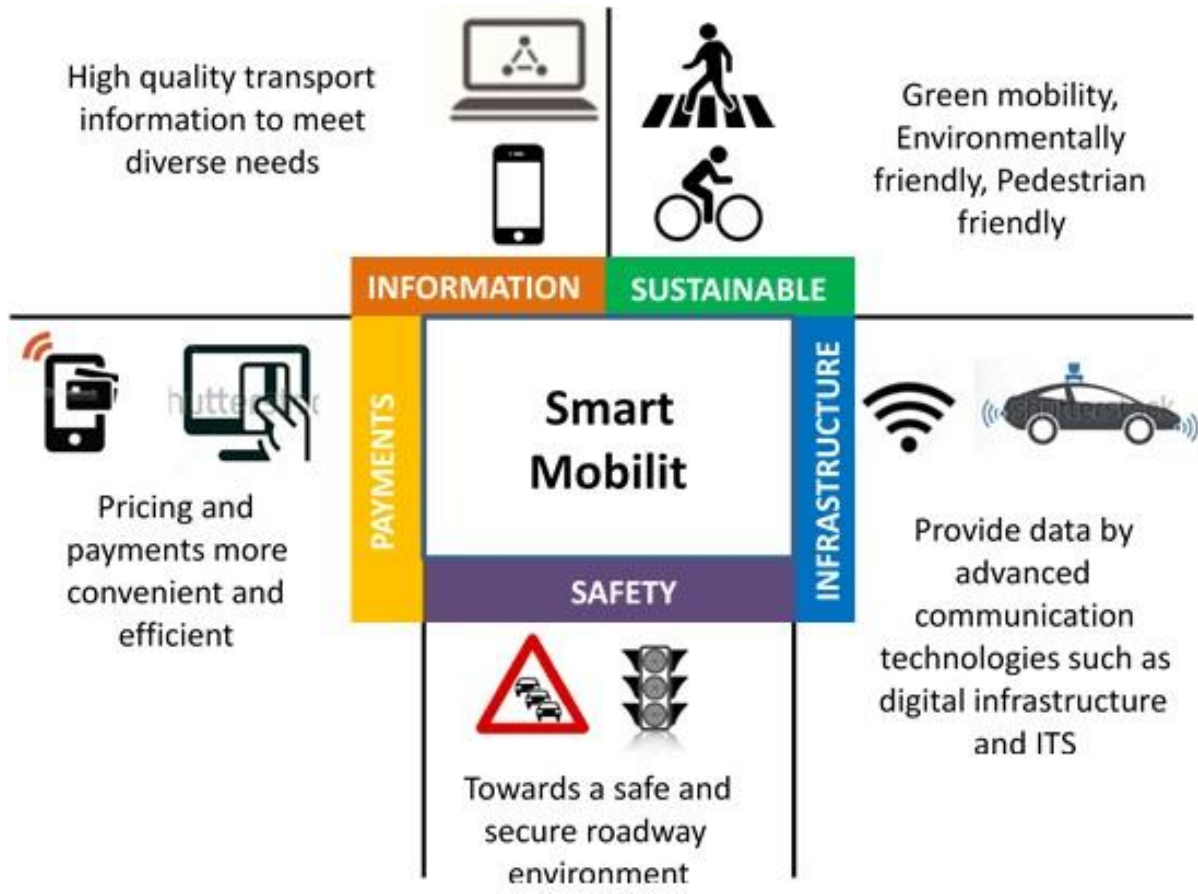 High quality transport
information to meet
diverse needs
Green mobility,
Environmentally
friendly, Pedestrian
friendly
INFORMATION
SUSTAINABLE
PAYMENTS
Smart
Mobilit
INFRASTRUCTURE
SAFETY
Pricing and
payments more
convenient and
efficient
Provide data by
advanced
communication
technologies such as
digital infrastructure
and ITS
Towards a safe and
secure roadway
environment